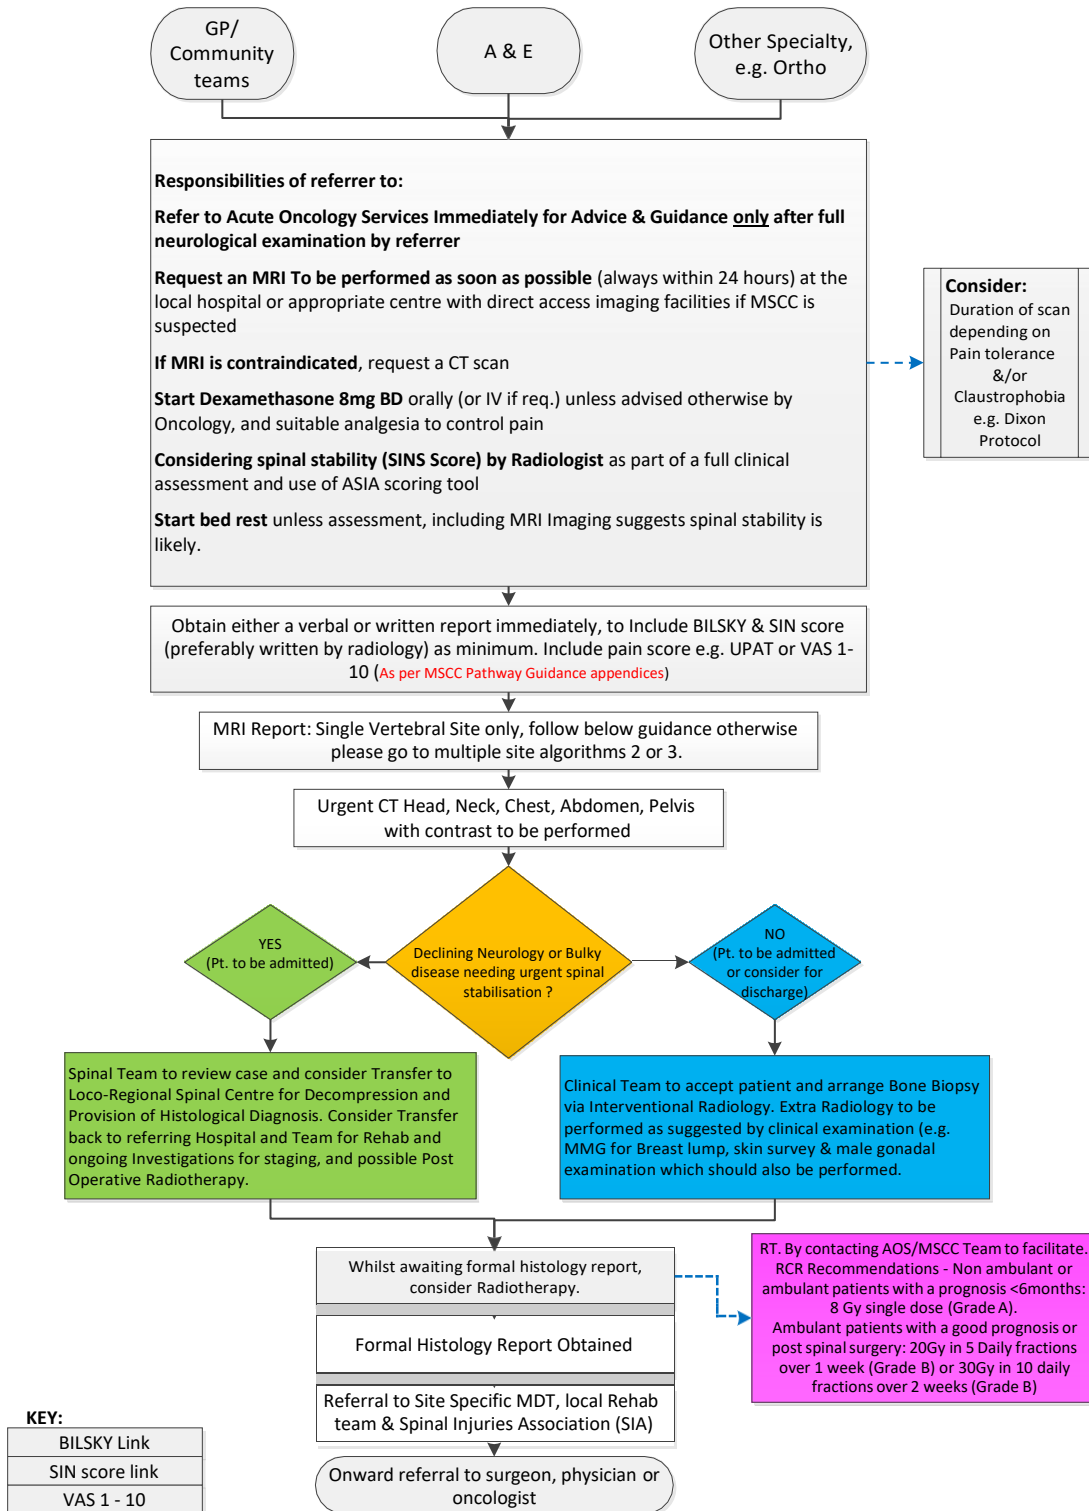 GP/
Community
teams
A & E
Other Specialty,
e.g. Ortho
Responsibilities of referrer to:
Refer to Acute Oncology Services Immediately for Advice & Guidance only after full
neurological examination by referrer
Request an MRI To be performed as soon as possible (always within 24 hours) at the
local hospital or appropriate centre with direct access imaging facilities if MSCC is
suspected
If MRI is contraindicated, request a CT scan
Start Dexamethasone 8mg BD orally (or IV if req.) unless advised otherwise by
Oncology, and suitable analgesia to control pain
Considering spinal stability (SINS Score) by Radiologist as part of a full clinical
assessment and use of ASIA scoring tool
Start bed rest unless assessment, including MRI Imaging suggests spinal stability is
likely.
Consider:
Duration of scan
depending on
Pain tolerance
&/or
Claustrophobia
e.g. Dixon
Protocol
Obtain either a verbal or written report immediately, to Include BILSKY & SIN score
(preferably written by radiology) as minimum. Include pain score e.g. UPAT or VAS 1-
10 (As per MSCC Pathway Guidance appendices)
MRI Report: Single Vertebral Site only, follow below guidance otherwise
please go to multiple site algorithms 2 or 3.
Urgent CT Head, Neck, Chest, Abdomen, Pelvis
with contrast to be performed
Declining Neurology or Bulky
disease needing urgent spinal
stabilisation ?
YES
(Pt. to be admitted)
NO
(Pt. to be admitted
or consider for
discharge)
Spinal Team to review case and consider Transfer to
Loco-Regional Spinal Centre for Decompression and
Provision of Histological Diagnosis. Consider Transfer
back to referring Hospital and Team for Rehab and
ongoing Investigations for staging, and possible Post
Operative Radiotherapy.
Clinical Team to accept patient and arrange Bone Biopsy
via Interventional Radiology. Extra Radiology to be
performed as suggested by clinical examination (e.g.
MMG for Breast lump, skin survey & male gonadal
examination which should also be performed.
Whilst awaiting formal histology report,
consider Radiotherapy.
RT. By contacting AOS/MSCC Team to facilitate.
RCR Recommendations - Non ambulant or
ambulant patients with a prognosis <6months:
8 Gy single dose (Grade A).
Ambulant patients with a good prognosis or
post spinal surgery: 20Gy in 5 Daily fractions
over 1 week (Grade B) or 30Gy in 10 daily
fractions over 2 weeks (Grade B)
Formal Histology Report Obtained
Referral to Site Specific MDT, local Rehab
team & Spinal Injuries Association (SIA)
Onward referral to surgeon, physician or
oncologist
KEY:
BILSKY Link
SIN score link
VAS 1 - 10